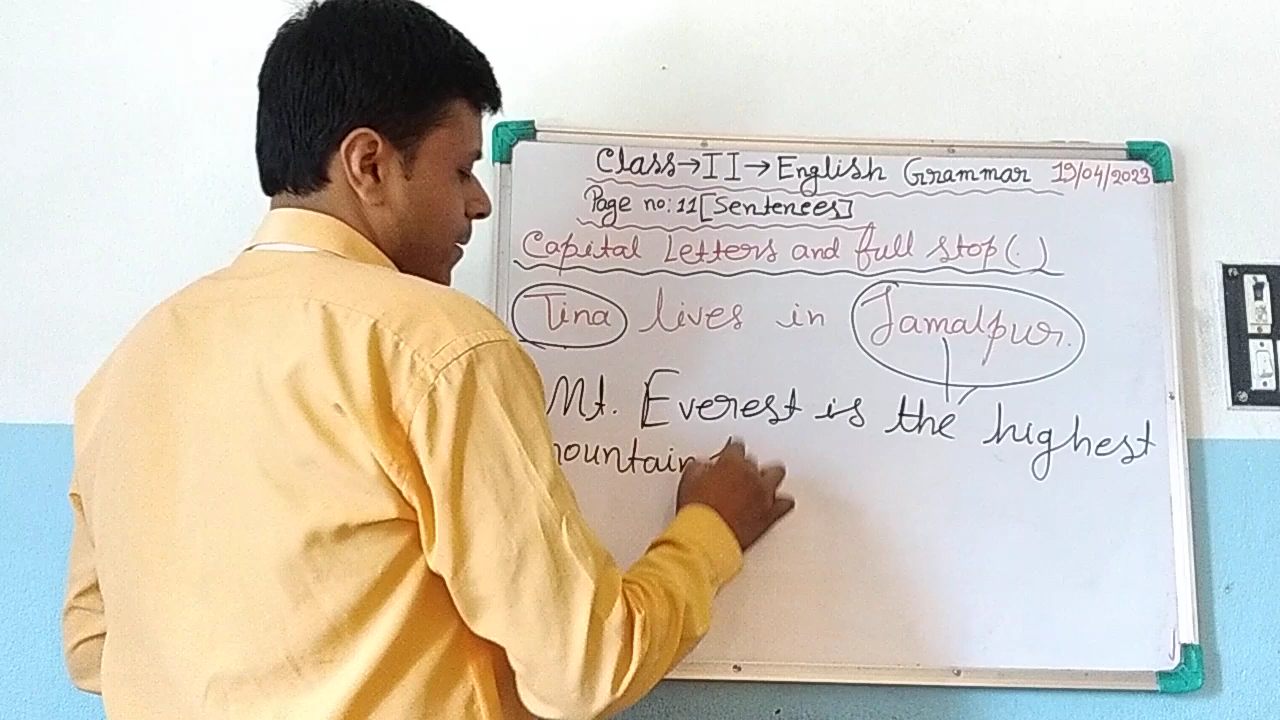 Class→II→English Grammar 19/04/2023
Page no:11[Sentences]
Capital Letters and full stop(.)
Tina lives in Jamalpur.
Mt. Everest is the highest
mountain